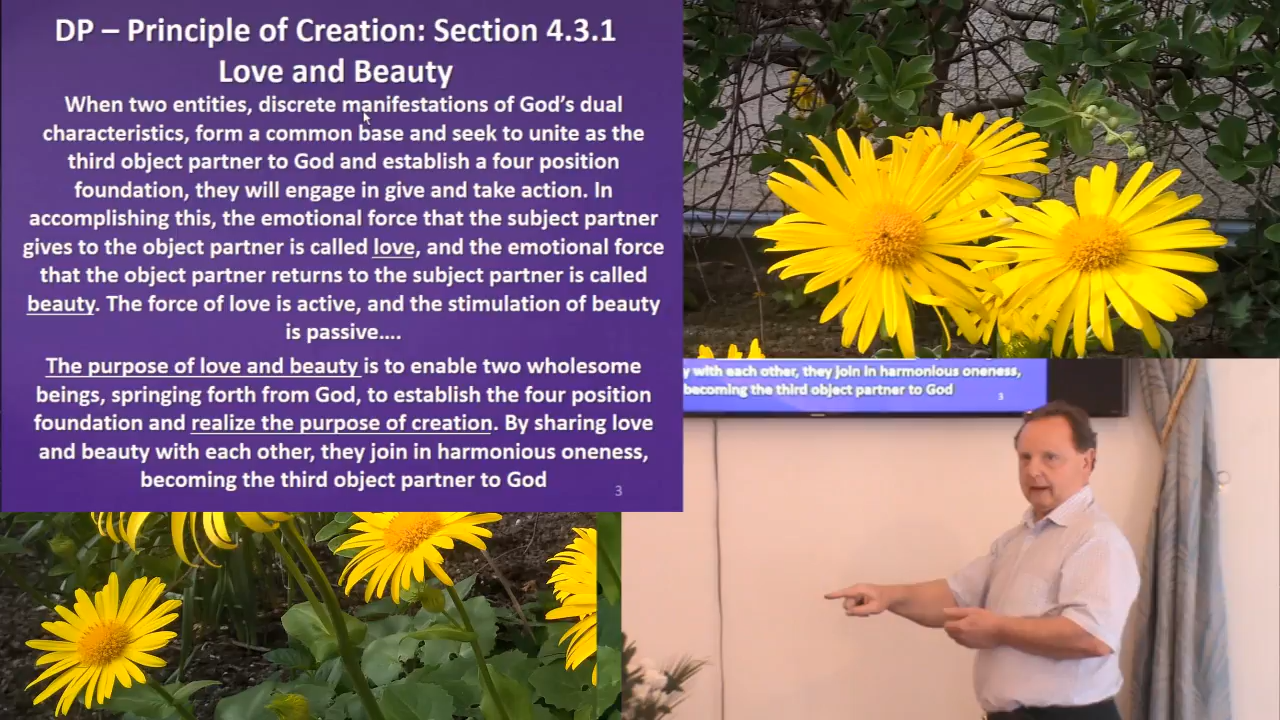 DP – Principle of Creation: Section 4.3.1
Love and Beauty
When two entities, discrete manifestations of God’s dual
characteristics, form a common base and seek to unite as the
third object partner to God and establish a four position
foundation, they will engage in give and take action. In
accomplishing this, the emotional force that the subject partner
gives to the object partner is called love, and the emotional force
that the object partner returns to the subject partner is called
beauty. The force of love is active, and the stimulation of beauty
is passive....
The purpose of love and beauty is to enable two wholesome
beings, springing forth from God, to establish the four position
foundation and realize the purpose of creation. By sharing love
and beauty with each other, they join in harmonious oneness,
becoming the third object partner to God
3
y with each other, they join in harmonious oneness,
becoming the third object partner to God
3